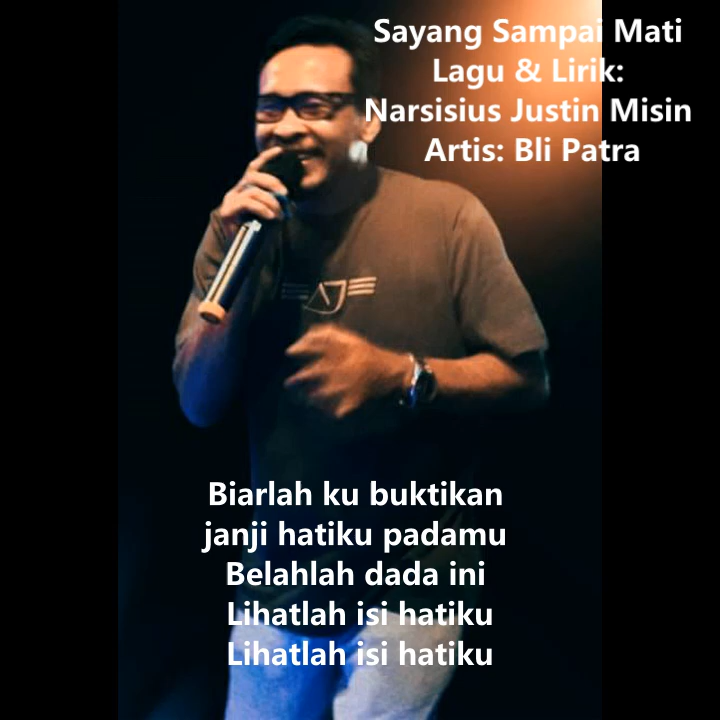 Sayang Sampai Mati
Lagu & Lirik:
Narsisius Justin Misin
Artis: Bli Patra
Biarlah ku buktikan
janji hatiku padamu
Belahlah dada ini
Lihatlah isi hatiku
Lihatlah isi hatiku